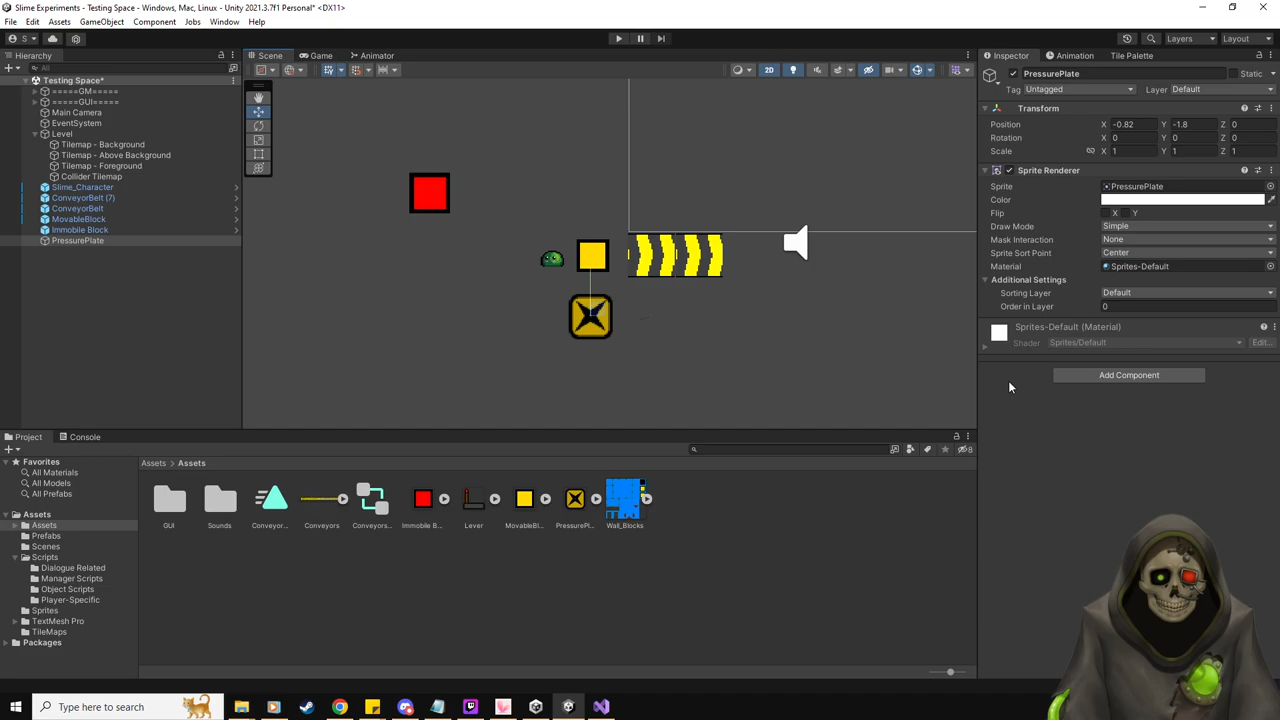 Slime Experiments - Testing Space - Windows, Mac, Linux - Unity 2021.3.7f1 Personal* <DX11>
File Edit Assets GameObject Component Jobs Window Help
S Layers Layout
Hierarchy Scene Game Animator Inspector Animation Tile Palette
All
Testing Space*
=====GM=====
=====GUI=====
Main Camera
EventSystem
Level
Tilemap - Background
Tilemap - Above Background
Tilemap - Foreground
Collider Tilemap
Slime_Character
ConveyorBelt (7)
ConveyorBelt
MovableBlock
Immobile Block
PressurePlate
2D
PressurePlate Static
Tag Untagged Layer Default
Transform
Position X -0.82 Y -1.8 Z 0
Rotation X 0 Y 0 Z 0
Scale X 1 Y 1 Z 1
Sprite Renderer
Sprite PressurePlate
Color
Flip X Y
Draw Mode Simple
Mask Interaction None
Sprite Sort Point Center
Material Sprites-Default
Additional Settings
Sorting Layer Default
Order in Layer 0
Sprites-Default (Material)
Shader Sprites/Default Edit...
Add Component
Project Console
8
Favorites
All Materials
All Models
All Prefabs
Assets
Assets
Prefabs
Scenes
Scripts
Dialogue Related
Manager Scripts
Object Scripts
Player-Specific
Sprites
TextMesh Pro
TileMaps
Packages
Assets > Assets
GUI Sounds Conveyor... Conveyors Conveyors... Immobile B... Lever MovableBl... PressurePl... Wall_Blocks
Type here to search